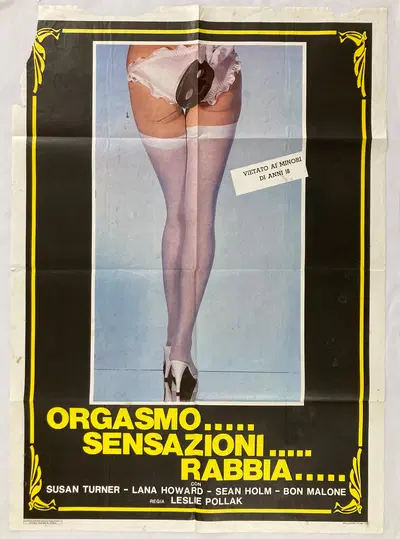 VIETATO AI MINORI
DI ANNI 18
ORGASMO.....
SENSAZIONI.....
RABBIA.....
CON
SUSAN TURNER - LANA HOWARD - SEAN HOLM - BON MALONE
REGIA LESLIE POLLAK